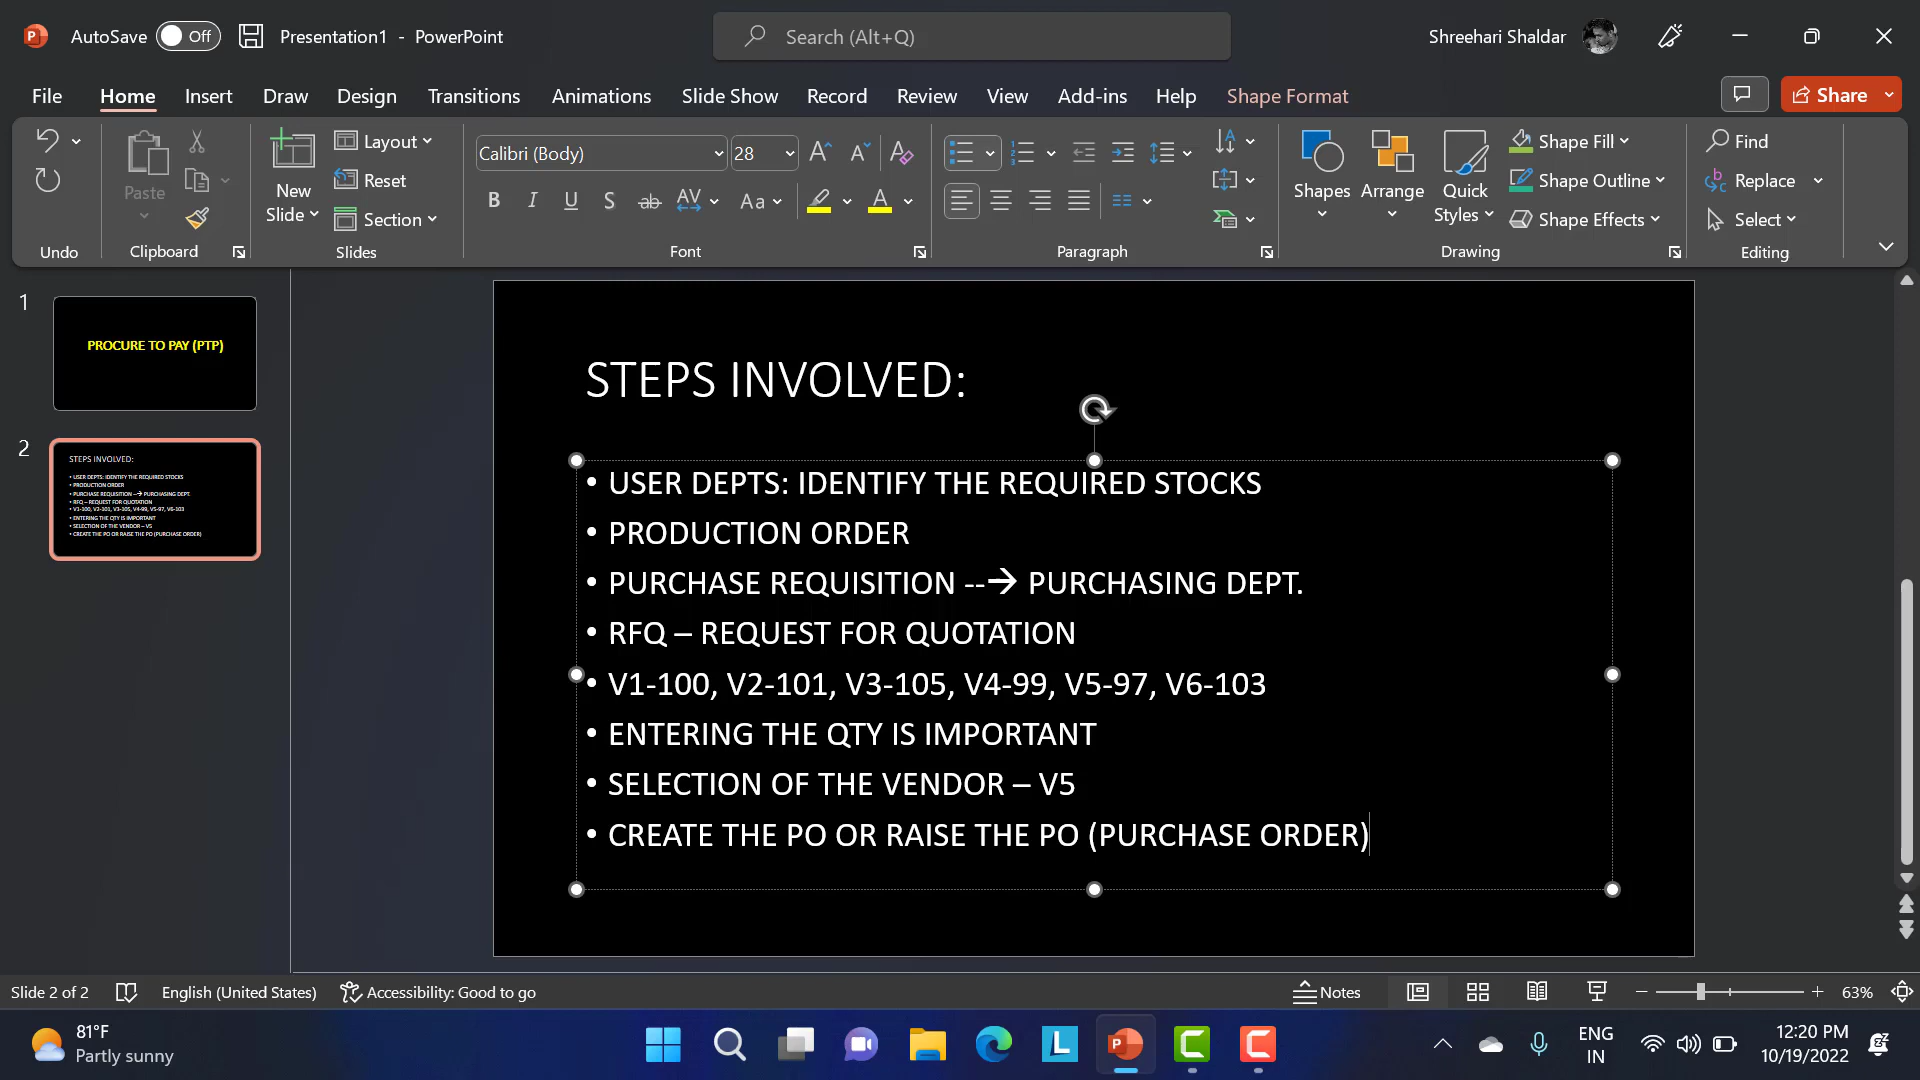 AutoSave Off Presentation1 - PowerPoint Search (Alt+Q) Shreehari Shaldar
File Home Insert Draw Design Transitions Animations Slide Show Record Review View Add-ins Help Shape Format Share
Undo
Paste
Clipboard
New
Slide
Layout
Reset
Section
Slides
Calibri (Body) 28
Font
Paragraph
Shapes
Arrange
Quick
Styles
Shape Fill
Shape Outline
Shape Effects
Drawing
Find
Replace
Select
Editing
1
PROCURE TO PAY (PTP)
2
STEPS INVOLVED:
• USER DEPTS: IDENTIFY THE REQUIRED STOCKS
• PRODUCTION ORDER
• PURCHASE REQUISITION --→ PURCHASING DEPT.
• RFQ – REQUEST FOR QUOTATION
• V1-100, V2-101, V3-105, V4-99, V5-97, V6-103
• ENTERING THE QTY IS IMPORTANT
• SELECTION OF THE VENDOR – V5
• CREATE THE PO OR RAISE THE PO (PURCHASE ORDER)
STEPS INVOLVED:
• USER DEPTS: IDENTIFY THE REQUIRED STOCKS
• PRODUCTION ORDER
• PURCHASE REQUISITION --→ PURCHASING DEPT.
• RFQ – REQUEST FOR QUOTATION
• V1-100, V2-101, V3-105, V4-99, V5-97, V6-103
• ENTERING THE QTY IS IMPORTANT
• SELECTION OF THE VENDOR – V5
• CREATE THE PO OR RAISE THE PO (PURCHASE ORDER)
Slide 2 of 2 English (United States) Accessibility: Good to go Notes 63%
81°F
Partly sunny
ENG
IN
12:20 PM
10/19/2022